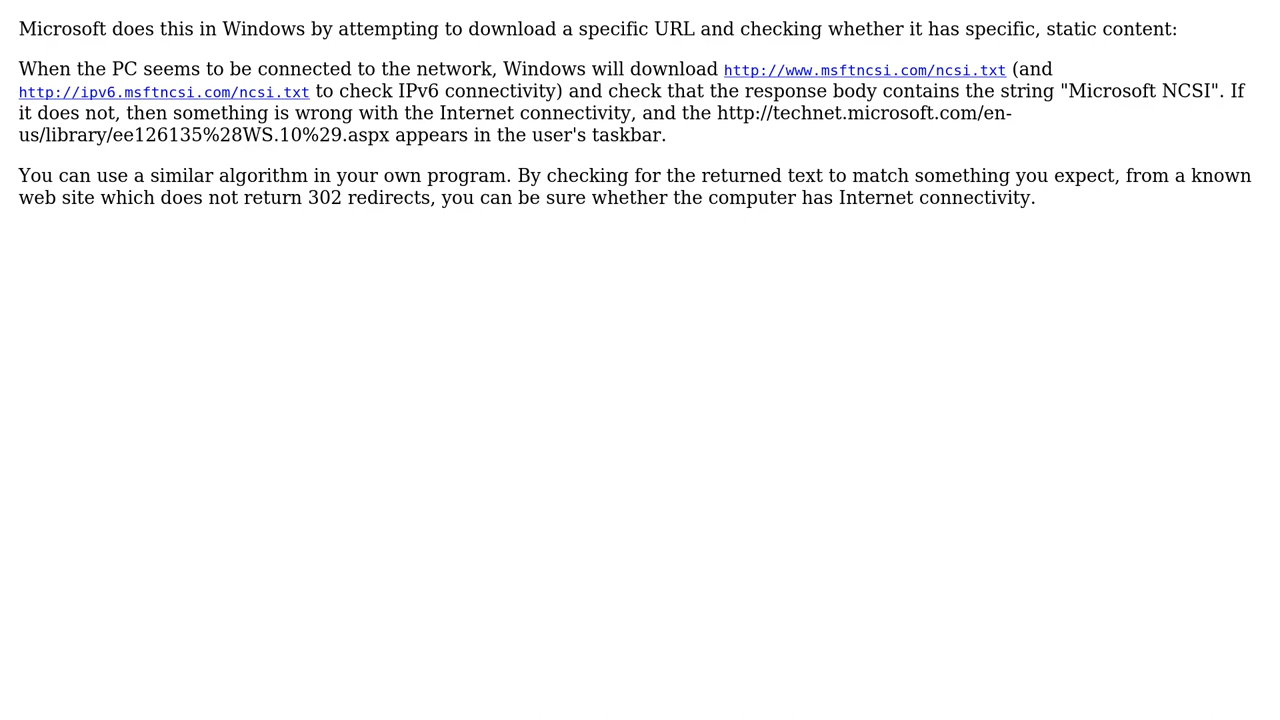 Microsoft does this in Windows by attempting to download a specific URL and checking whether it has specific, static content:
When the PC seems to be connected to the network, Windows will download http://www.msftncsi.com/ncsi.txt (and
http://ipv6.msftncsi.com/ncsi.txt to check IPv6 connectivity) and check that the response body contains the string "Microsoft NCSI". If
it does not, then something is wrong with the Internet connectivity, and the http://technet.microsoft.com/en-
us/library/ee126135%28WS.10%29.aspx appears in the user's taskbar.
You can use a similar algorithm in your own program. By checking for the returned text to match something you expect, from a known
web site which does not return 302 redirects, you can be sure whether the computer has Internet connectivity.